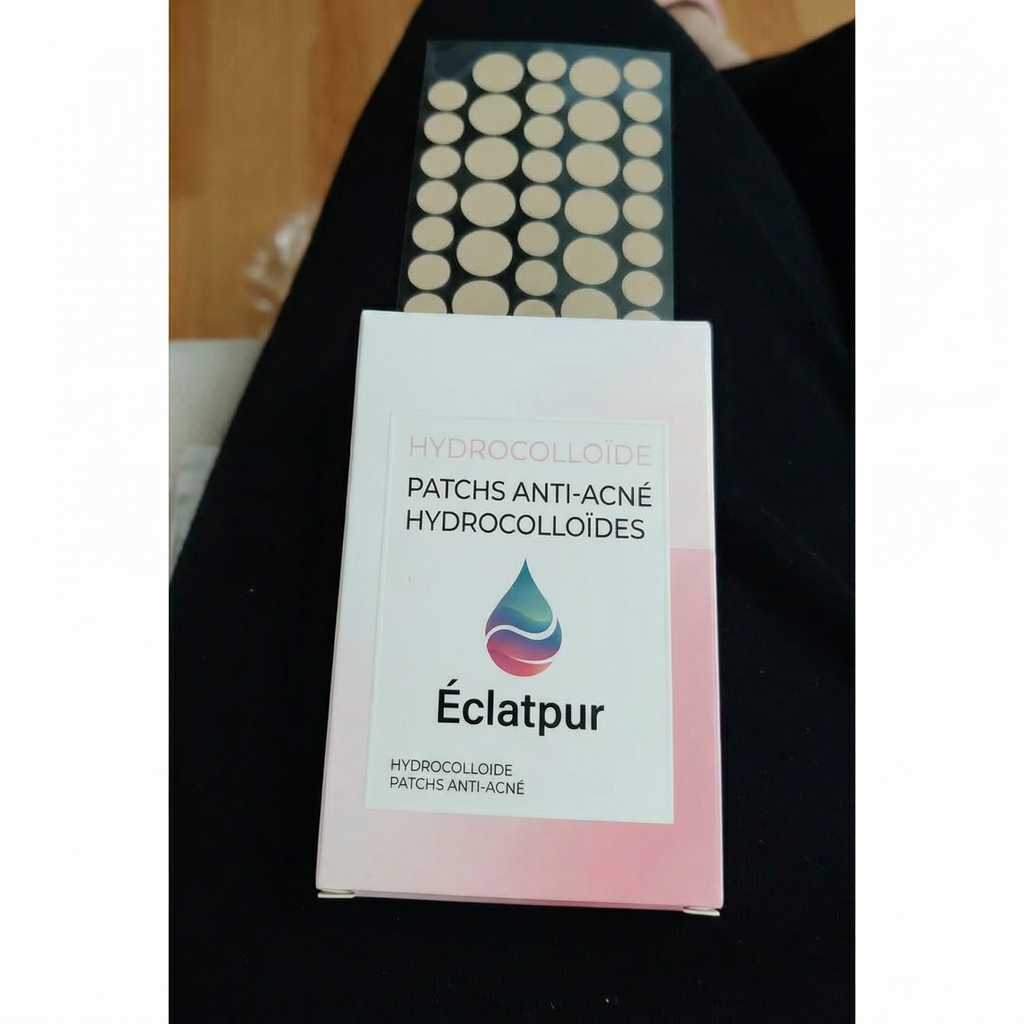 HYDROCOLLOÏDE
PATCHS ANTI-ACNÉ
HYDROCOLLOÏDES
Éclatpur
HYDROCOLLOIDE
PATCHS ANTI-ACNÉ